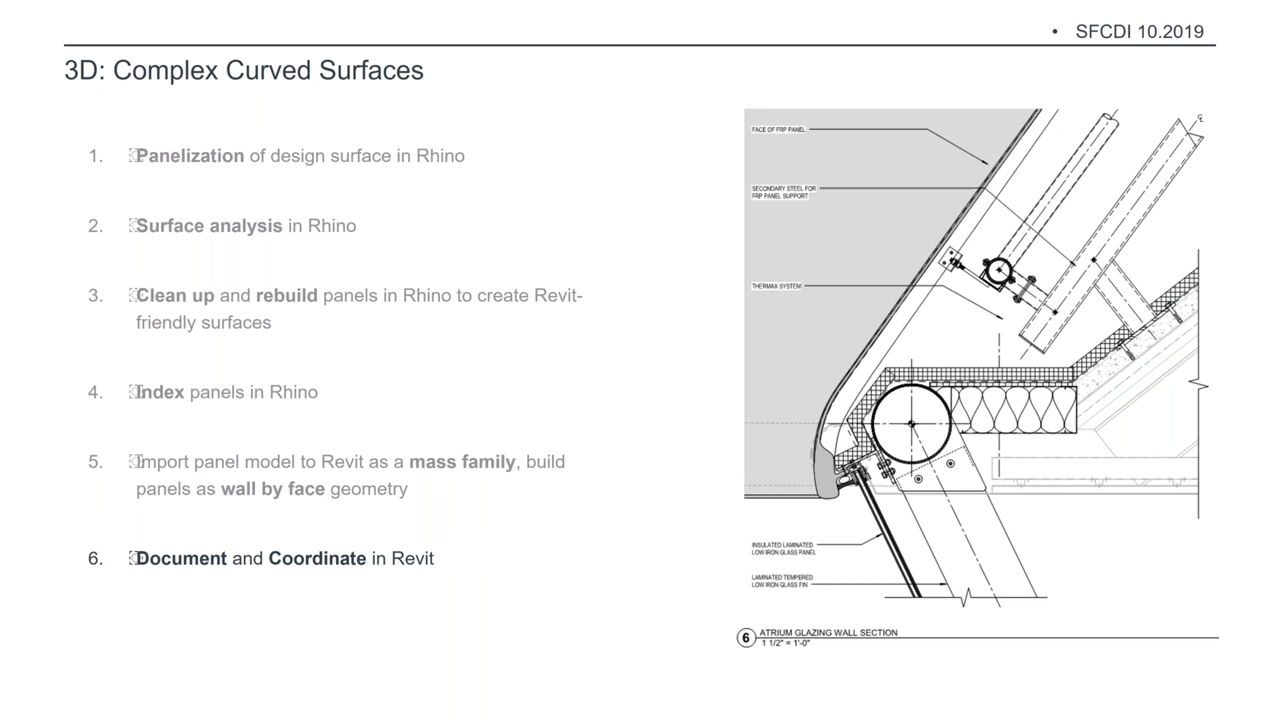 • SFCDI 10.2019
3D: Complex Curved Surfaces
1. Panelization of design surface in Rhino
2. Surface analysis in Rhino
3. Clean up and rebuild panels in Rhino to create Revit-
friendly surfaces
4. Index panels in Rhino
5. Import panel model to Revit as a mass family, build
panels as wall by face geometry
6. Document and Coordinate in Revit
FACE OF FRP PANEL
SECONDARY STEEL FOR
FRP PANEL SUPPORT
THERMAX SYSTEM
INSULATED LAMINATED
LOW IRON GLASS PANEL
LAMINATED TEMPERED
LOW IRON GLASS FIN
6 ATRIUM GLAZING WALL SECTION
1 1/2" = 1'-0"